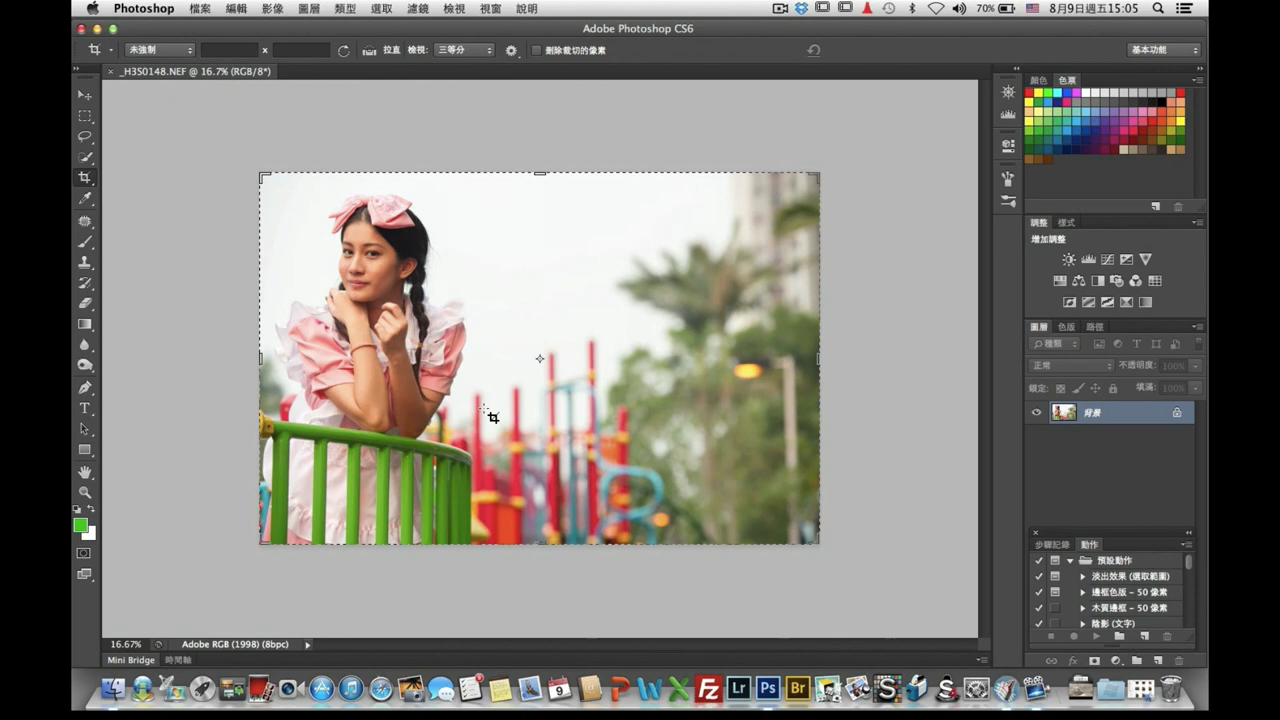 Photoshop 檔案 編輯 影像 圖層 類型 選取 濾鏡 檢視 視窗 說明 70% 8月9日週五15:05
Adobe Photoshop CS6
未強制 x 拉直 檢視: 三等分 刪除裁切的像素 基本功能
× _H3S0148.NEF @ 16.7% (RGB/8*)
顏色 色票
調整 樣式
增加調整
圖層 色版 路徑
種類
正常 不透明度: 100%
鎖定: 填滿: 100%
背景
步驟記錄 動作
預設動作
淡出效果 (選取範圍)
邊框色版 - 50 像素
木質邊框 - 50 像素
陰影 (文字)
16.67% Adobe RGB (1998) (8bpc)
Mini Bridge 時間軸
9 Lr Ps Br